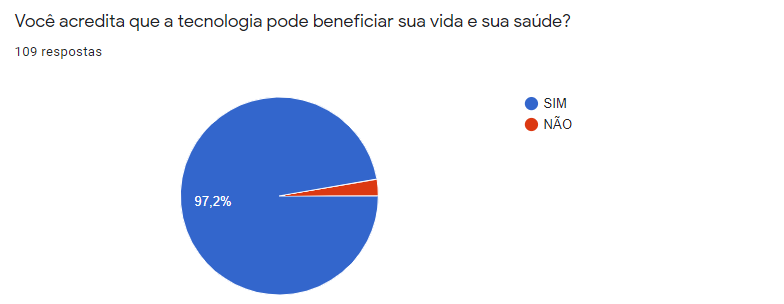 Você acredita que a tecnologia pode beneficiar sua vida e sua saúde?
109 respostas
SIM
NÃO
97,2%